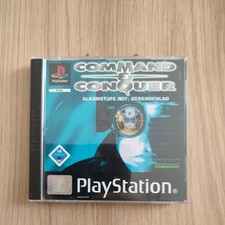 COMMAND
& CONQUER
ALARMSTUFE ROT: GEGENSCHLAG
PlayStation